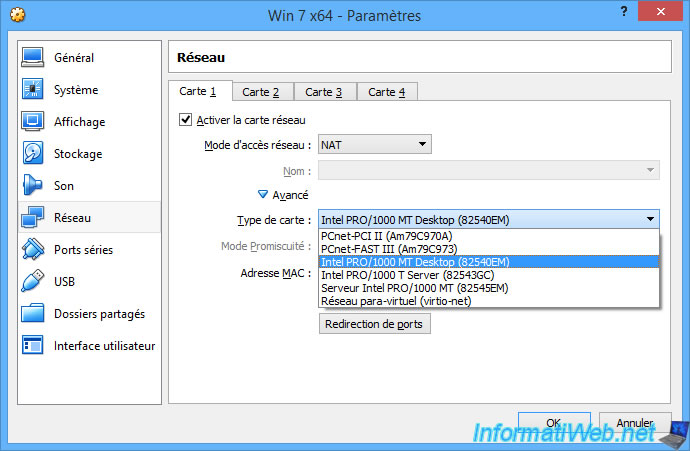 Win 7 x64 - Paramètres
?
Général
Système
Affichage
Stockage
Son
Réseau
Ports séries
USB
Dossiers partagés
Interface utilisateur
Réseau
Carte 1 Carte 2 Carte 3 Carte 4
Activer la carte réseau
Mode d'accès réseau : NAT
Nom :
Avancé
Type de carte : Intel PRO/1000 MT Desktop (82540EM)
PCnet-PCI II (Am79C970A)
Mode Promiscuité : PCnet-FAST III (Am79C973)
Intel PRO/1000 MT Desktop (82540EM)
Adresse MAC : Intel PRO/1000 T Server (82543GC)
Serveur Intel PRO/1000 MT (82545EM)
Réseau para-virtuel (virtio-net)
Redirection de ports
OK Annuler
InformatiWeb.net